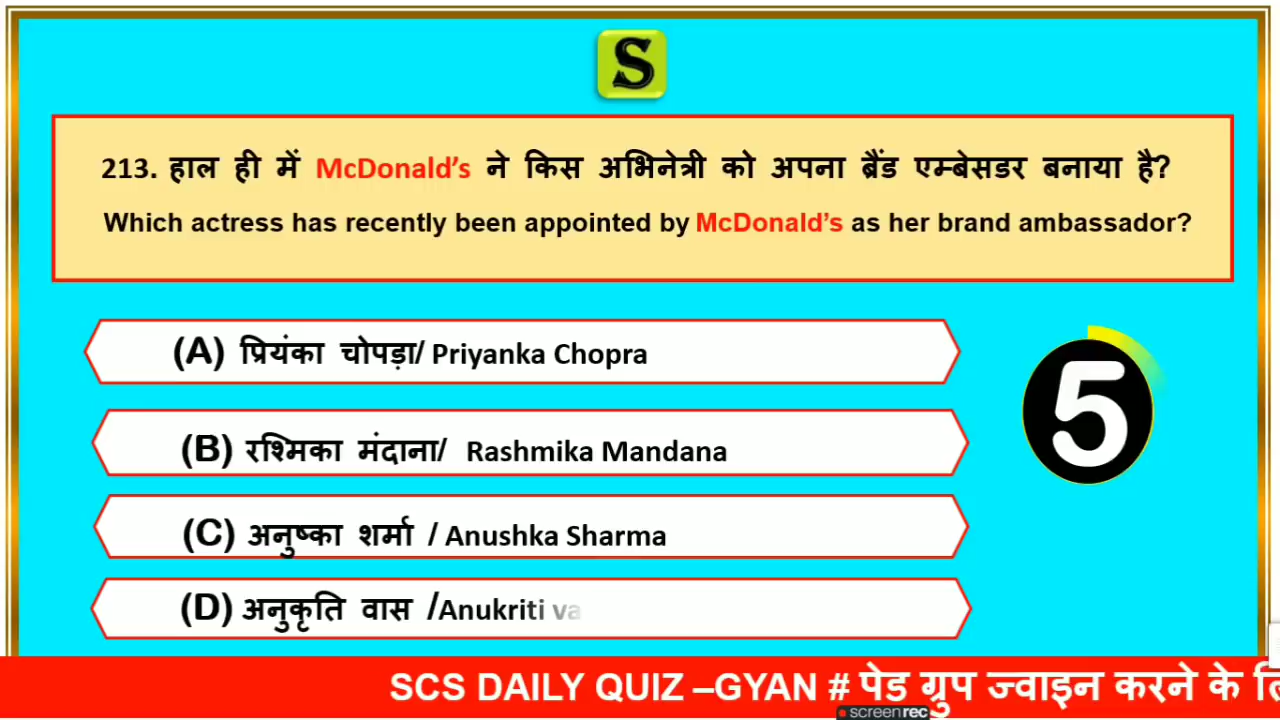 S
213. हाल ही में McDonald's ने किस अभिनेत्री को अपना ब्रैंड एम्बेसडर बनाया है?
Which actress has recently been appointed by McDonald's as her brand ambassador?
(A) प्रियंका चोपड़ा/ Priyanka Chopra
5
(B) रश्मिका मंदाना/ Rashmika Mandana
(C) अनुष्का शर्मा / Anushka Sharma
(D) अनुकृति वास /Anukriti va
SCS DAILY QUIZ –GYAN # पेड ग्रुप ज्वाइन करने के
screenrec